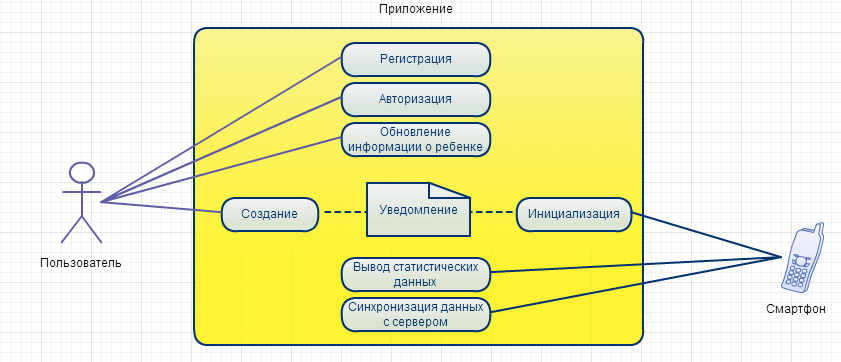 Приложение
Регистрация
Авторизация
Обновление
информации о ребенке
Создание
Уведомление
Инициализация
Пользователь
Вывод статистических
данных
Синхронизация данных
с сервером
Смартфон